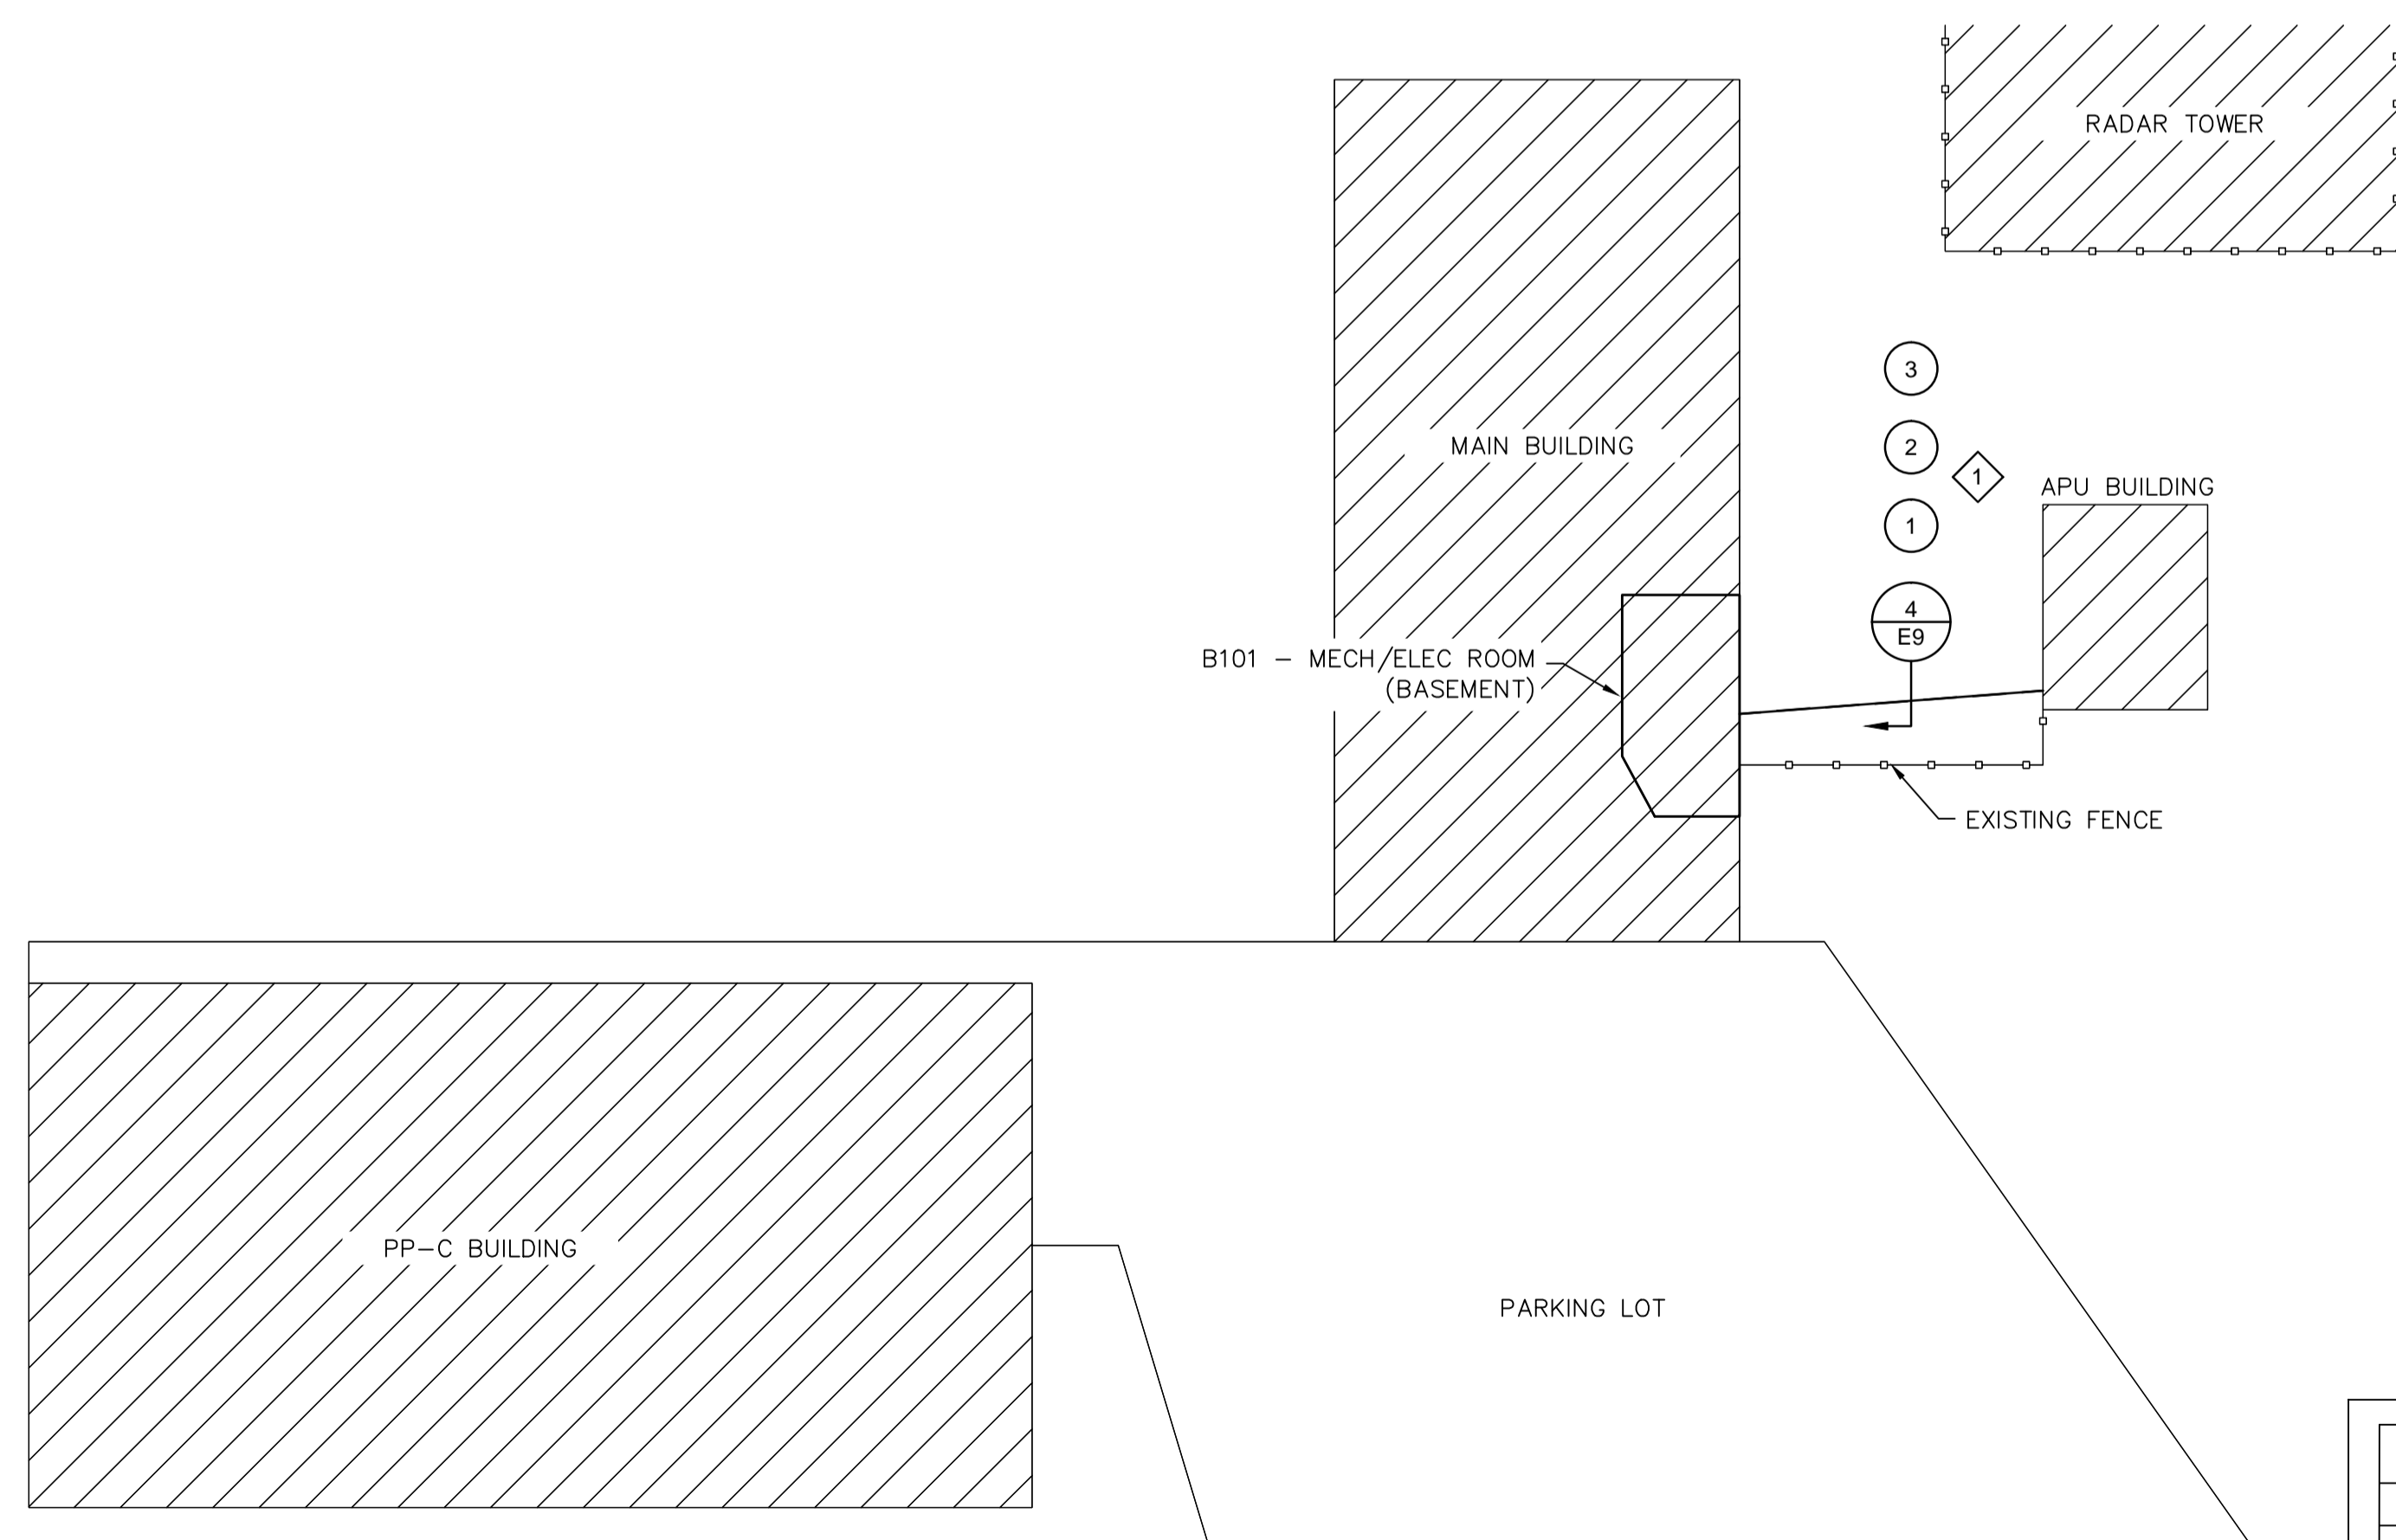 RADAR TOWER
3
MAIN BUILDING
2
1
APU BUILDING
1
4
E9
B101 – MECH/ELEC ROOM
(BASEMENT)
EXISTING FENCE
PP–C BUILDING
PARKING LOT